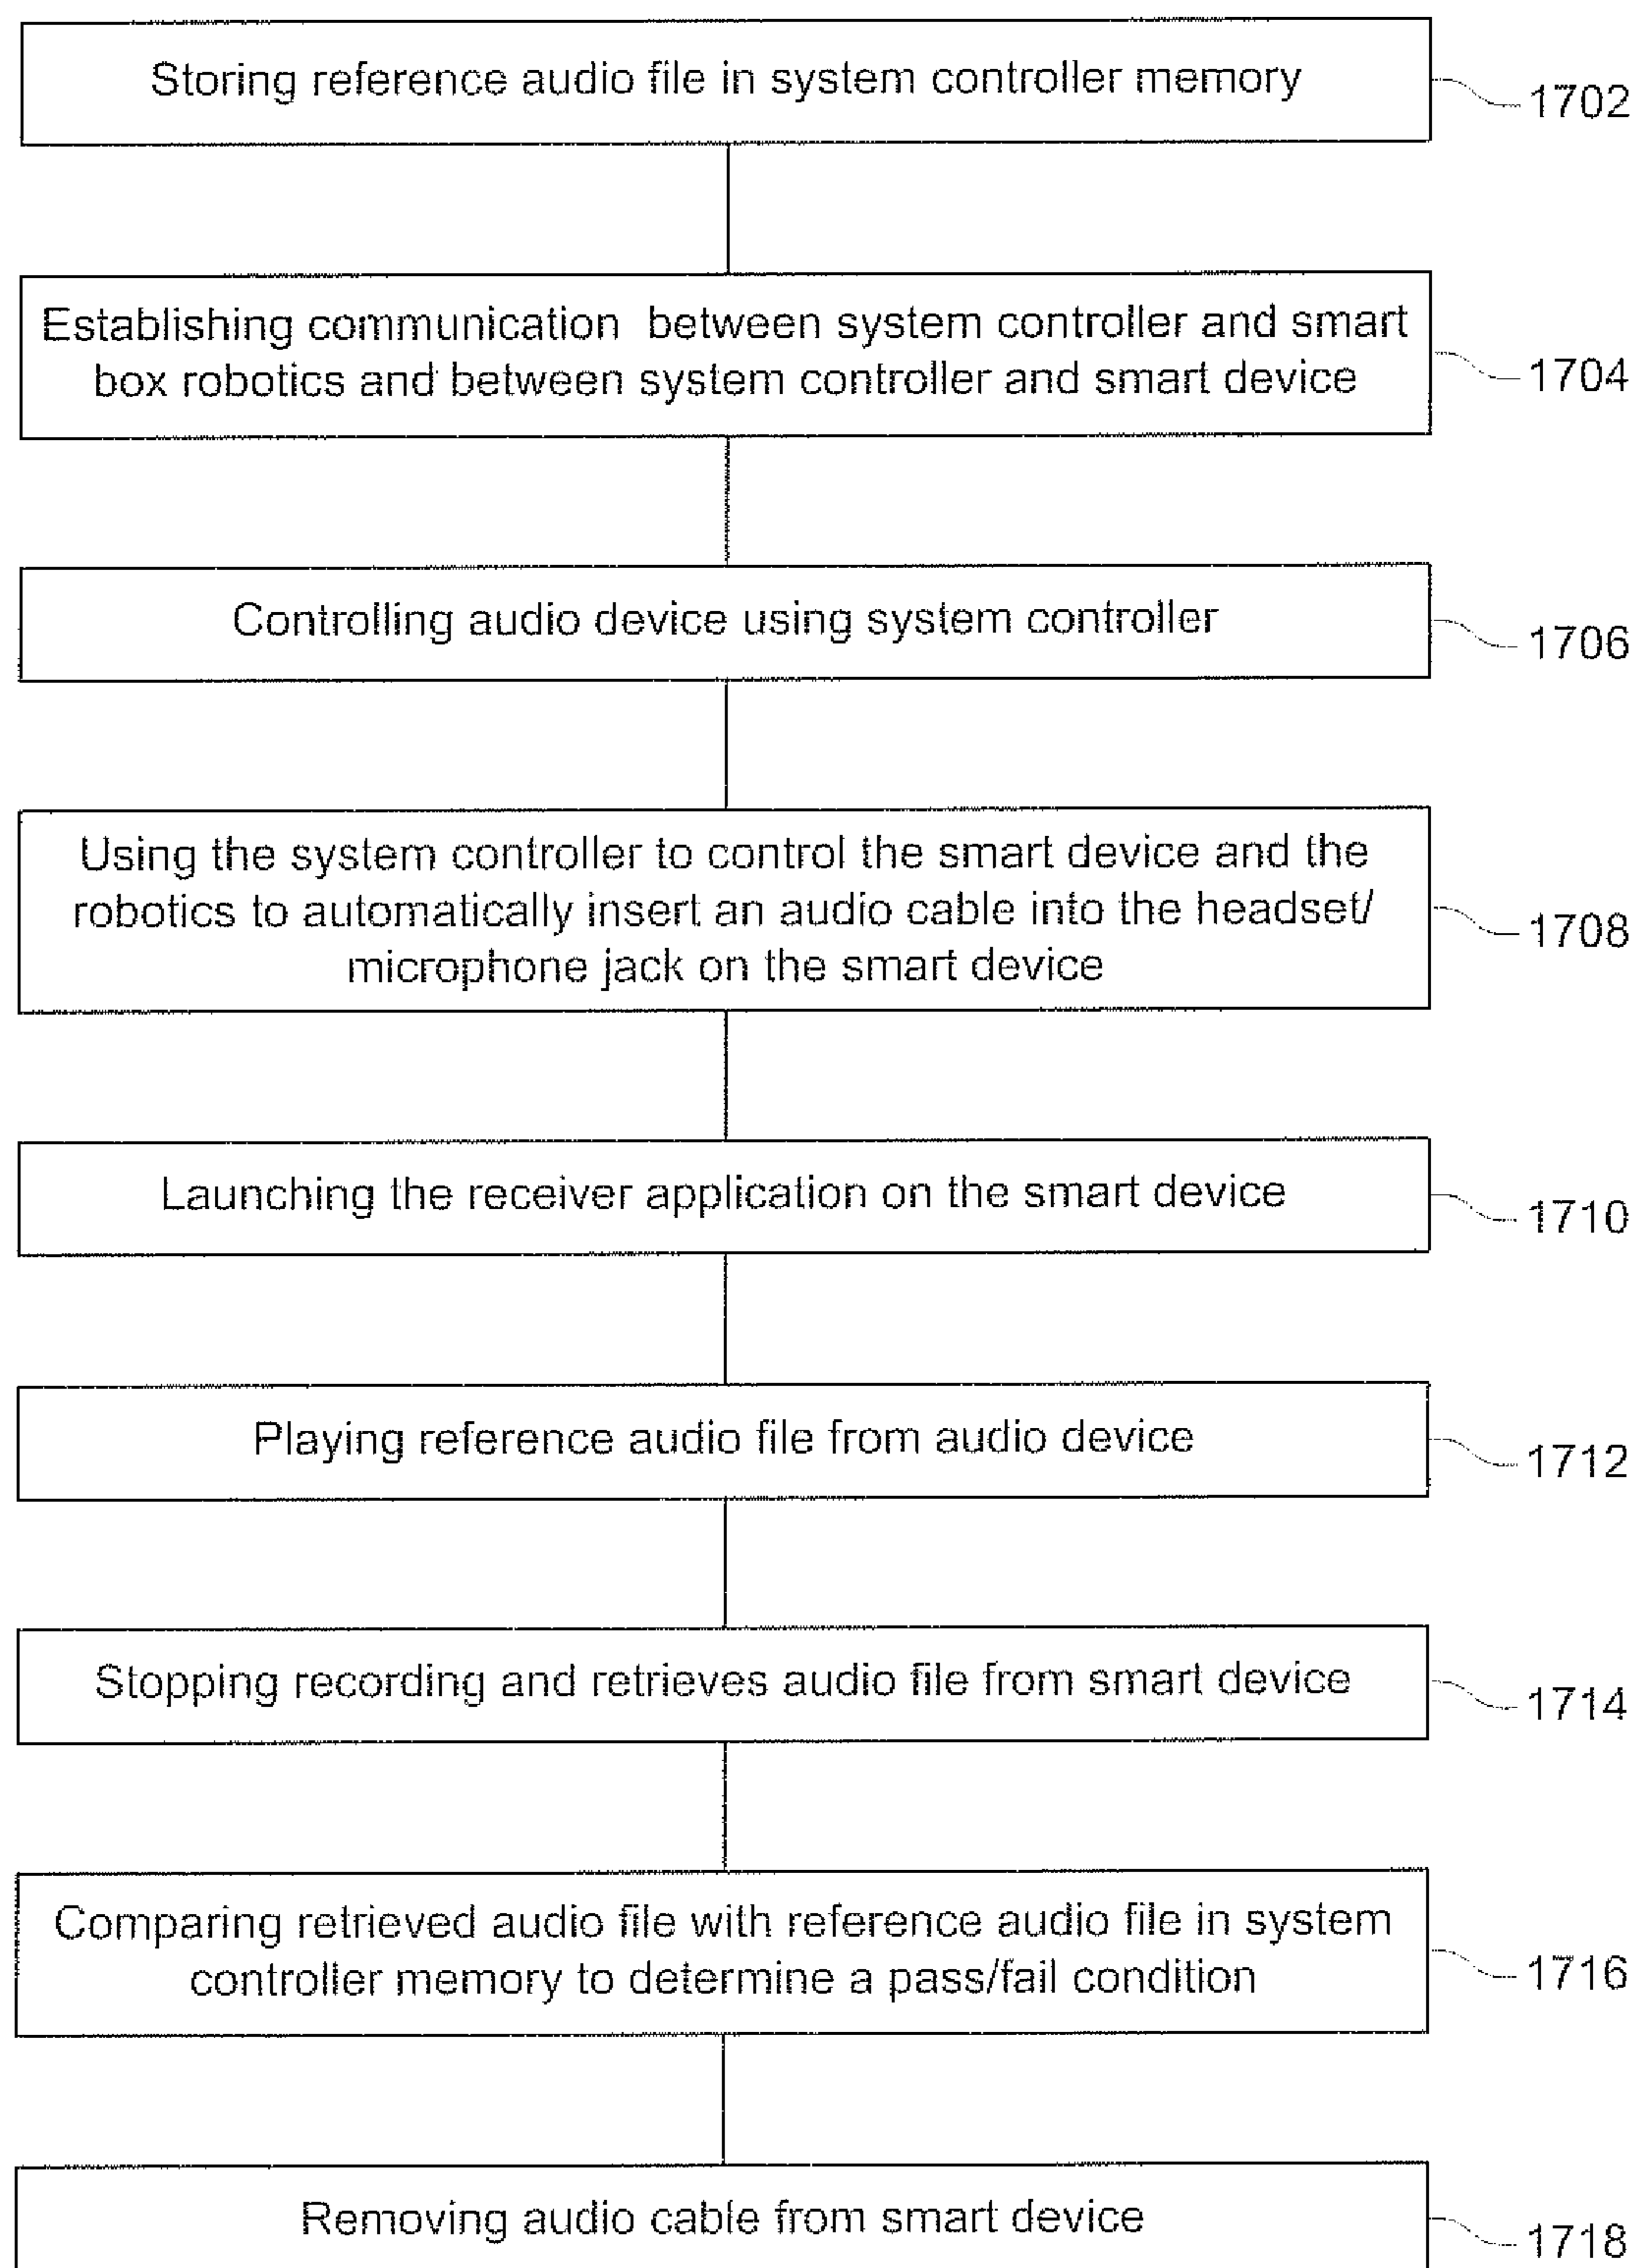 Storing reference audio file in system controller memory
1702
Establishing communication between system controller and smart
box robotics and between system controller and smart device
1704
Controlling audio device using system controller
1706
Using the system controller to control the smart device and the
robotics to automatically insert an audio cable into the headset/
microphone jack on the smart device
1708
Launching the receiver application on the smart device
1710
Playing reference audio file from audio device
1712
Stopping recording and retrieves audio file from smart device
1714
Comparing retrieved audio file with reference audio file in system
controller memory to determine a pass/fail condition
1716
Removing audio cable from smart device
1718